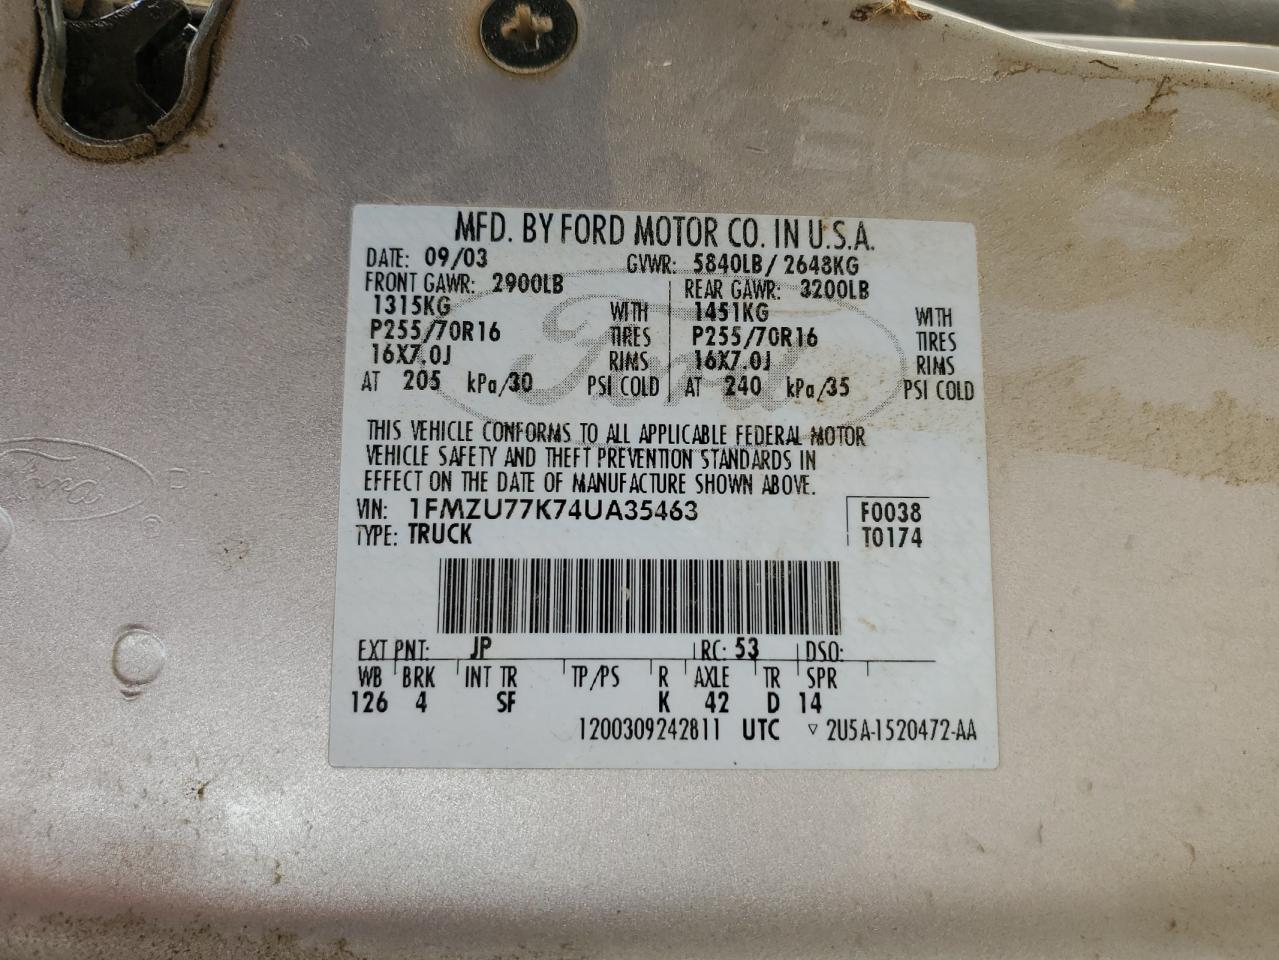 MFD. BY FORD MOTOR CO. IN U.S.A.
DATE: 09/03 GVWR: 5840LB/2648KG
FRONT GAWR: 2900LB REAR GAWR: 3200LB
1315KG WITH 1451KG WITH
P255/70R16 TIRES P255/70R16 TIRES
16X7.0J RIMS 16X7.0J RIMS
AT 205 kPa/30 PSI COLD AT 240 kPa/35 PSI COLD
Ford
THIS VEHICLE CONFORMS TO ALL APPLICABLE FEDERAL MOTOR
VEHICLE SAFETY AND THEFT PREVENTION STANDARDS IN
EFFECT ON THE DATE OF MANUFACTURE SHOWN ABOVE.
VIN: 1FMZU77K74UA35463 F0038
TYPE: TRUCK T0174
EXT PNT: JP RC: 53 DSO:
WB BRK INT TR TP/PS R AXLE TR SPR
126 4 SF K 42 D 14
1200309242811 UTC ▽ 2U5A-1520472-AA